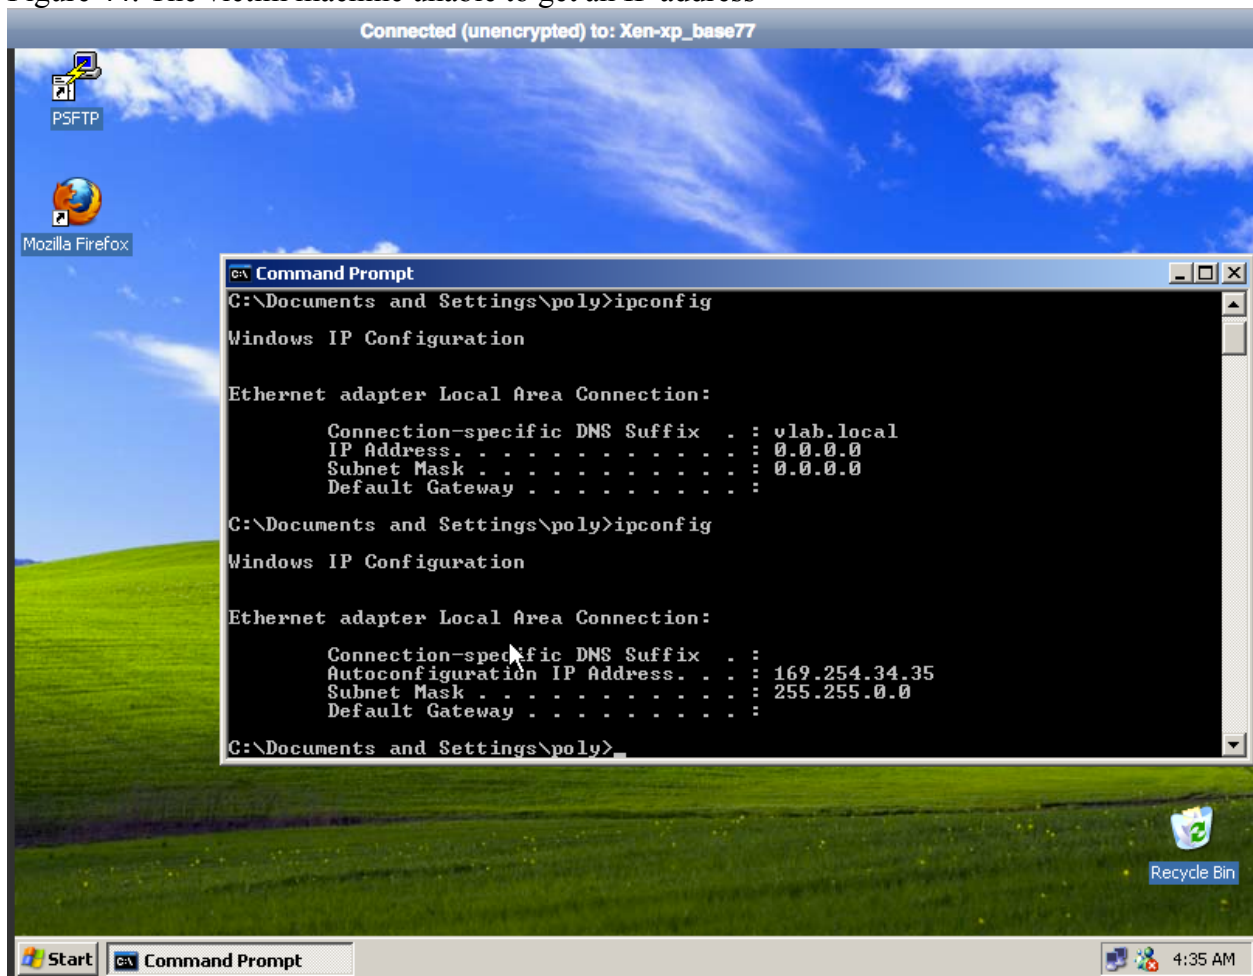 Connected (unencrypted) to: Xen-xp_base77
PSFTP
Mozilla Firefox
Command Prompt
C:\Documents and Settings\poly>ipconfig
Windows IP Configuration
Ethernet adapter Local Area Connection:
Connection-specific DNS Suffix . : vlab.local
IP Address. . . . . . . . . . . . : 0.0.0.0
Subnet Mask . . . . . . . . . . . : 0.0.0.0
Default Gateway . . . . . . . . . :
C:\Documents and Settings\poly>ipconfig
Windows IP Configuration
Ethernet adapter Local Area Connection:
Connection-specific DNS Suffix . :
Autoconfiguration IP Address. . . : 169.254.34.35
Subnet Mask . . . . . . . . . . . : 255.255.0.0
Default Gateway . . . . . . . . . :
C:\Documents and Settings\poly>_
Recycle Bin
Start
Command Prompt
4:35 AM